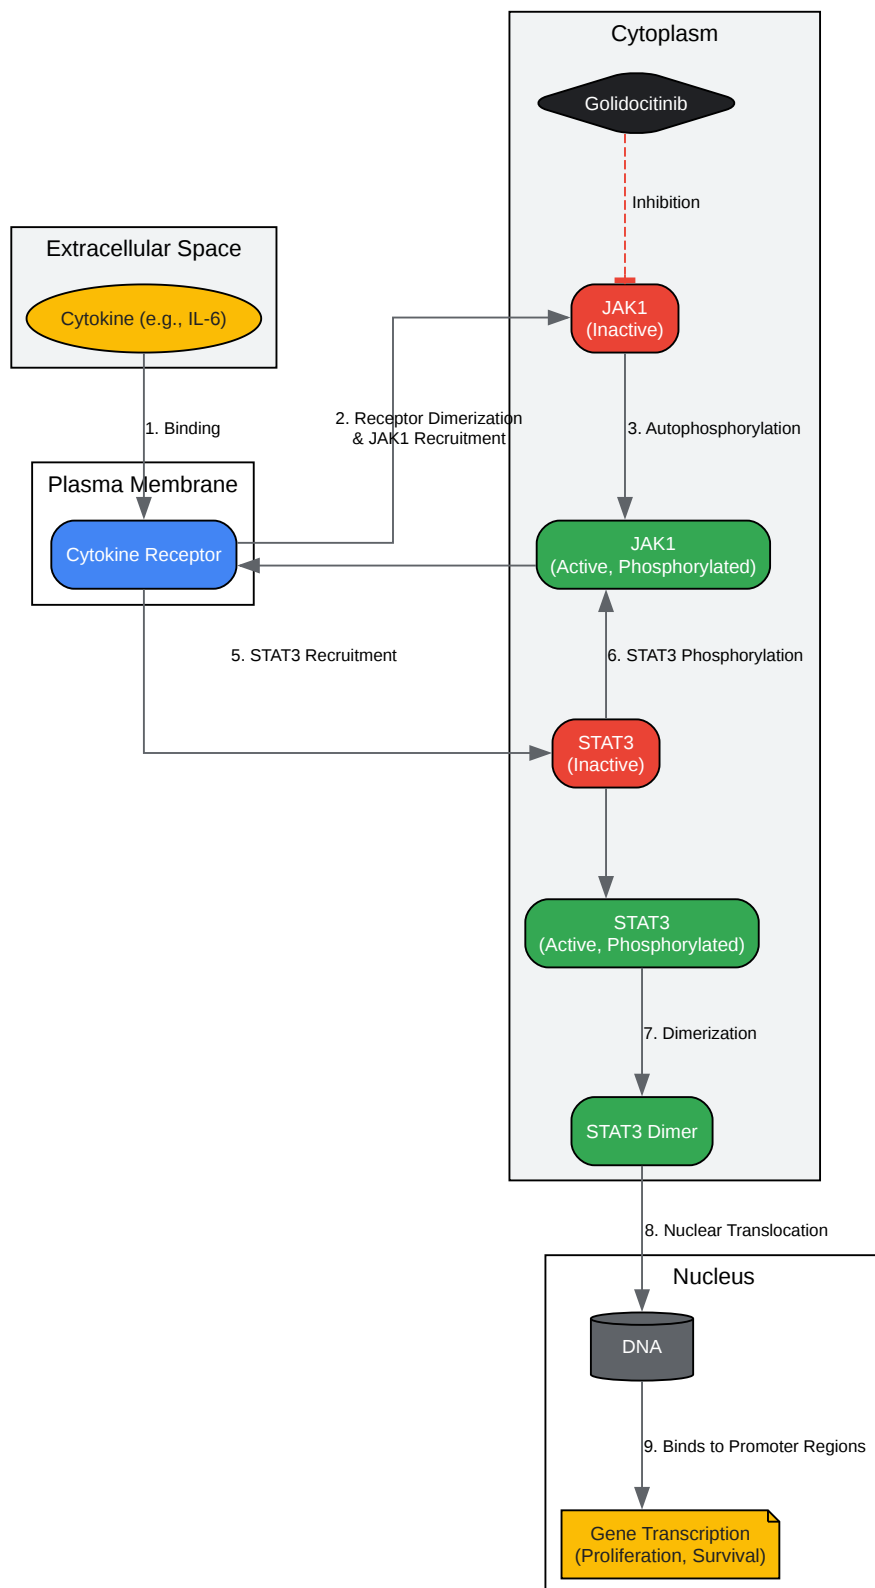 Cytoplasm
Golidocitinib
Inhibition
Extracellular Space
Cytokine (e.g., IL-6)
JAK1
(Inactive)
1. Binding
2. Receptor Dimerization
& JAK1 Recruitment
3. Autophosphorylation
Plasma Membrane
Cytokine Receptor
JAK1
(Active, Phosphorylated)
5. STAT3 Recruitment
6. STAT3 Phosphorylation
STAT3
(Inactive)
STAT3
(Active, Phosphorylated)
7. Dimerization
STAT3 Dimer
8. Nuclear Translocation
Nucleus
DNA
9. Binds to Promoter Regions
Gene Transcription
(Proliferation, Survival)